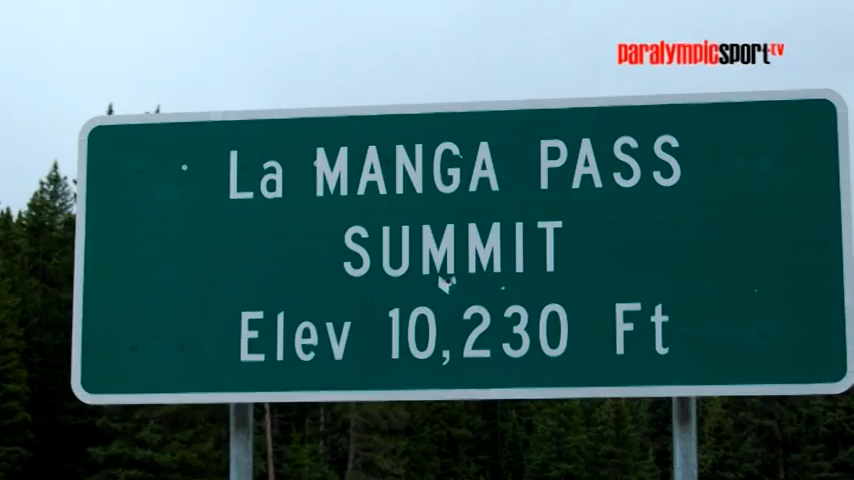 paralympicsport.tv
La MANGA PASS
SUMMIT
Elev 10,230 Ft